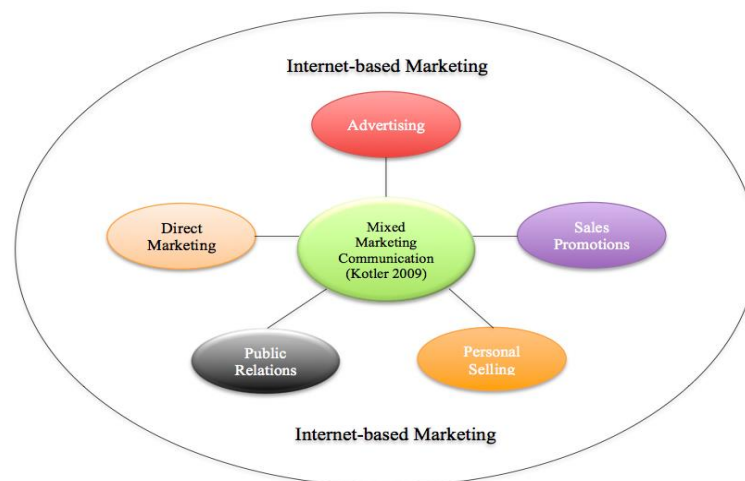 Internet-based Marketing
Advertising
Direct
Marketing
Mixed
Marketing
Communication
(Kotler 2009)
Sales
Promotions
Public
Relations
Personal
Selling
Internet-based Marketing